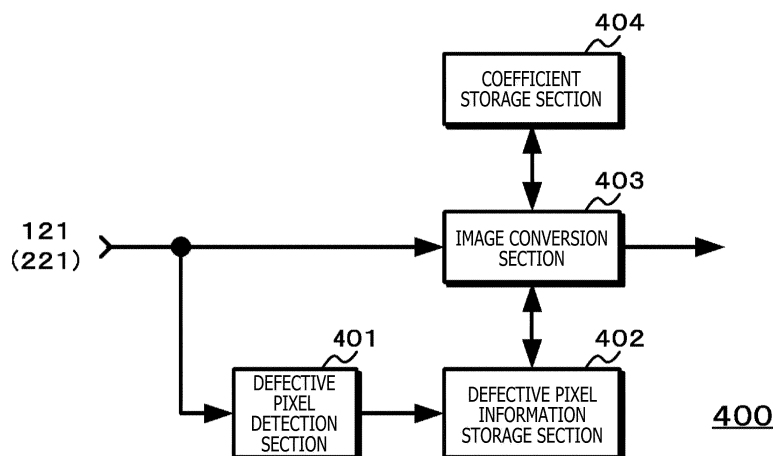 404
COEFFICIENT
STORAGE SECTION
403
121
(221)
IMAGE CONVERSION
SECTION
401
402
DEFECTIVE
PIXEL
DETECTION
SECTION
DEFECTIVE PIXEL
INFORMATION
STORAGE SECTION
400